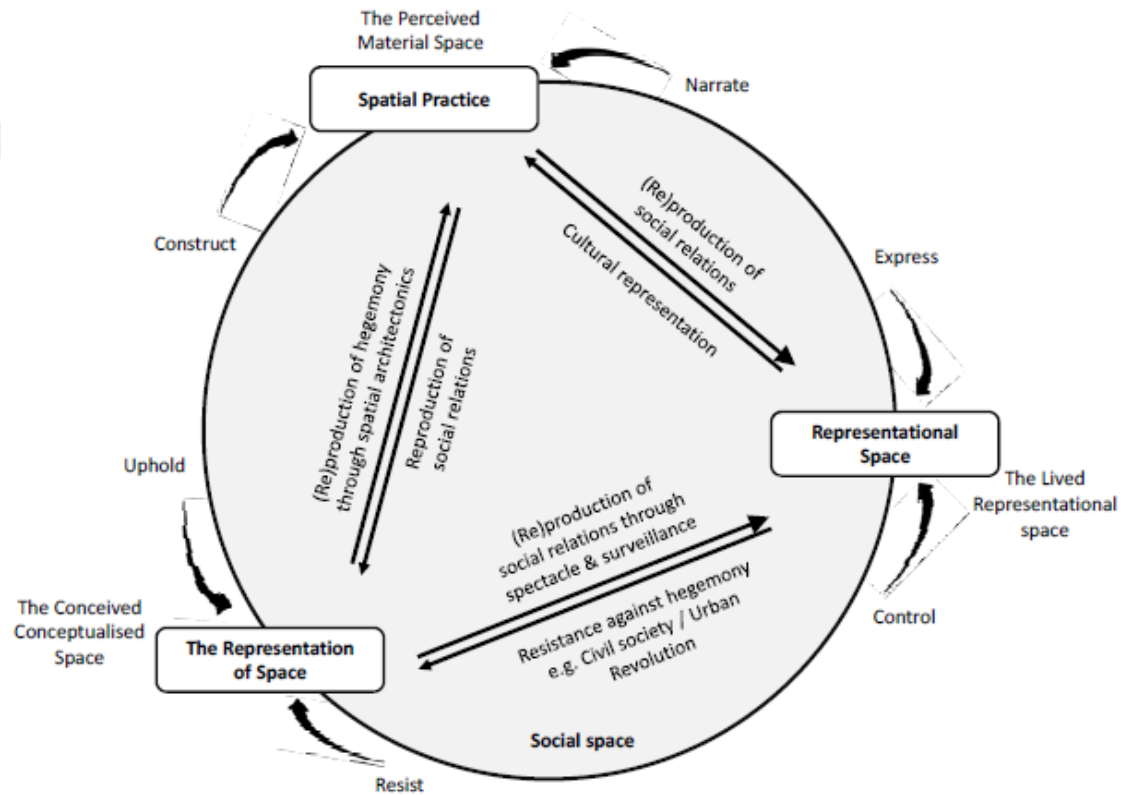 The Perceived
Material Space
Spatial Practice
Narrate
Construct
(Re)production of
social relations
Cultural representation
Express
(Re)production of hegemony
through spatial architectonics
Reproduction of
social relations
Representational
Space
The Lived
Representational
space
Uphold
(Re)production of
social relations through
spectacle & surveillance
Resistance against hegemony
e.g. Civil society / Urban
Revolution
Control
The Conceived
Conceptualised
Space
The Representation
of Space
Social space
Resist